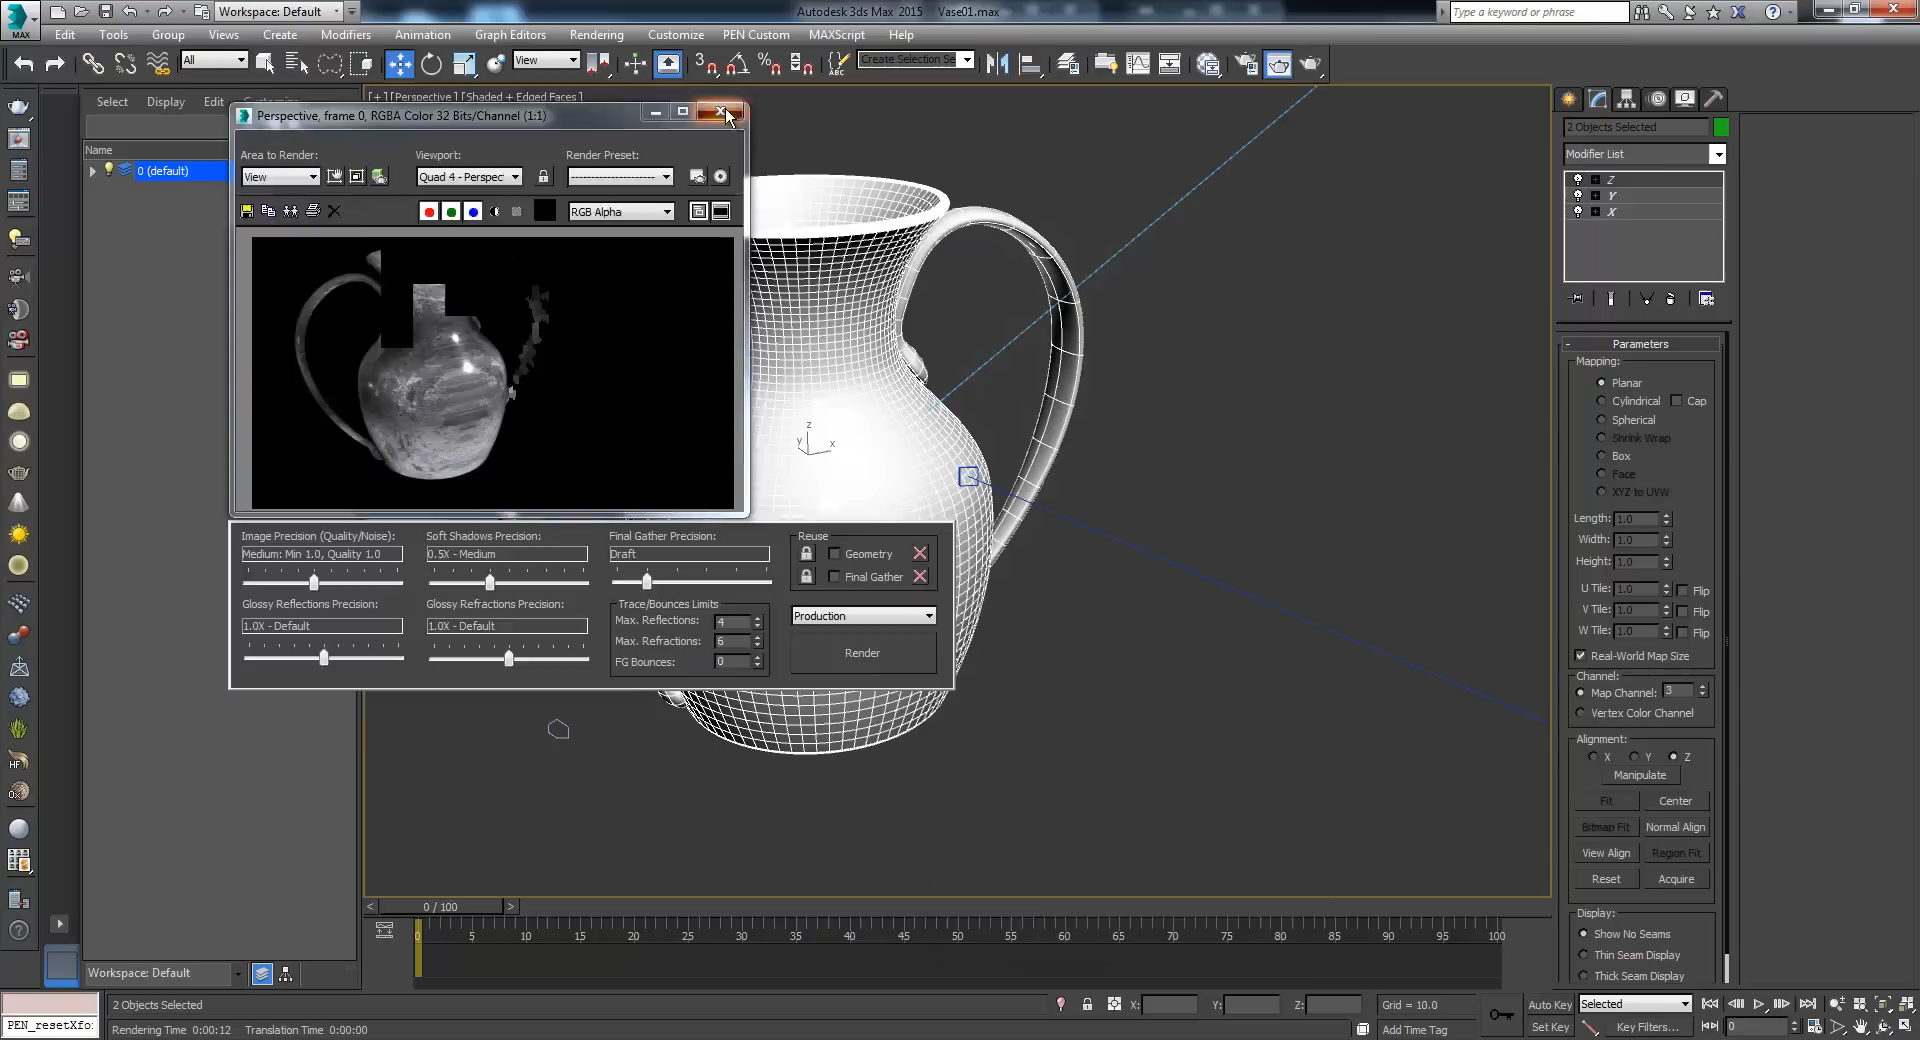 Workspace: Default
Autodesk 3ds Max 2015 Vase01.max
Type a keyword or phrase
MAX
Edit Tools Group Views Create Modifiers Animation Graph Editors Rendering Customize PEN Custom MAXScript Help
All View Create Selection Se
Select Display Edit Customize
[+] [Perspective] [Shaded + Edged Faces]
Perspective, frame 0, RGBA Color 32 Bits/Channel (1:1)
2 Objects Selected
Modifier List
Name
0 (default)
Area to Render: Viewport: Render Preset:
View Quad 4 - Perspec
RGB Alpha
Z
Y
X
z
y x
Parameters
Mapping:
Planar
Cylindrical Cap
Spherical
Shrink Wrap
Box
Face
XYZ to UVW
Length: 1.0
Width: 1.0
Height: 1.0
U Tile: 1.0 Flip
V Tile: 1.0 Flip
W Tile: 1.0 Flip
Real-World Map Size
Channel:
Map Channel: 3
Vertex Color Channel
Alignment:
X Y Z
Manipulate
Fit Center
Bitmap Fit Normal Align
View Align Region Fit
Reset Acquire
Display:
Show No Seams
Thin Seam Display
Thick Seam Display
Image Precision (Quality/Noise): Soft Shadows Precision: Final Gather Precision: Reuse
Medium: Min 1.0, Quality 1.0 0.5X - Medium Draft Geometry
Final Gather
Glossy Reflections Precision: Glossy Refractions Precision: Trace/Bounces Limits
1.0X - Default 1.0X - Default Max. Reflections: 4 Production
Max. Refractions: 6
FG Bounces: 0 Render
HF
< 0 / 100 >
0 5 10 15 20 25 30 35 40 45 50 55 60 65 70 75 80 85 90 95 100
Workspace: Default
2 Objects Selected X: Y: Z: Grid = 10.0 Auto Key Selected
PEN_resetXfo: Rendering Time 0:00:12 Translation Time 0:00:00 Add Time Tag Set Key Key Filters... 0